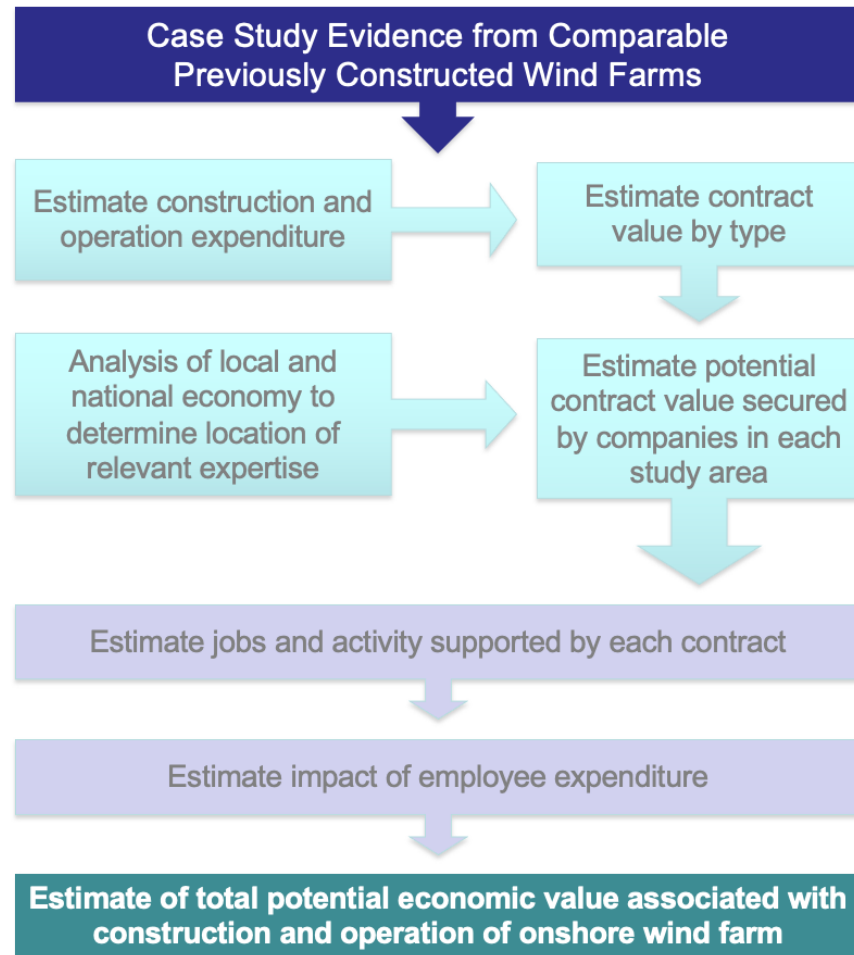 Case Study Evidence from Comparable
Previously Constructed Wind Farms
Estimate construction and
operation expenditure
Estimate contract
value by type
Analysis of local and
national economy to
determine location of
relevant expertise
Estimate potential
contract value secured
by companies in each
study area
Estimate jobs and activity supported by each contract
Estimate impact of employee expenditure
Estimate of total potential economic value associated with
construction and operation of onshore wind farm